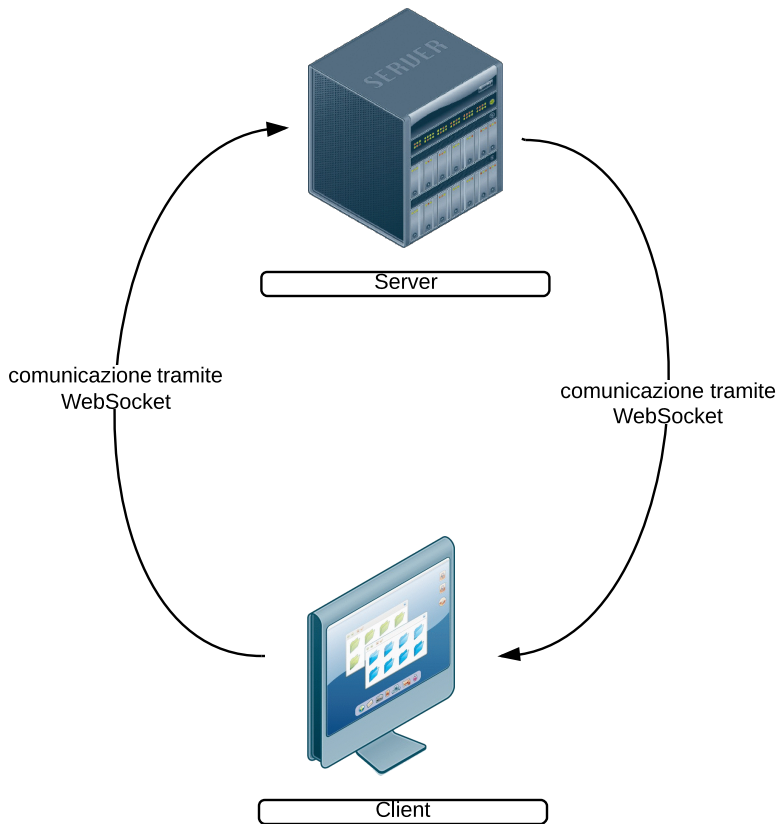 SERVER
Server
comunicazione tramite
WebSocket
comunicazione tramite
WebSocket
Client